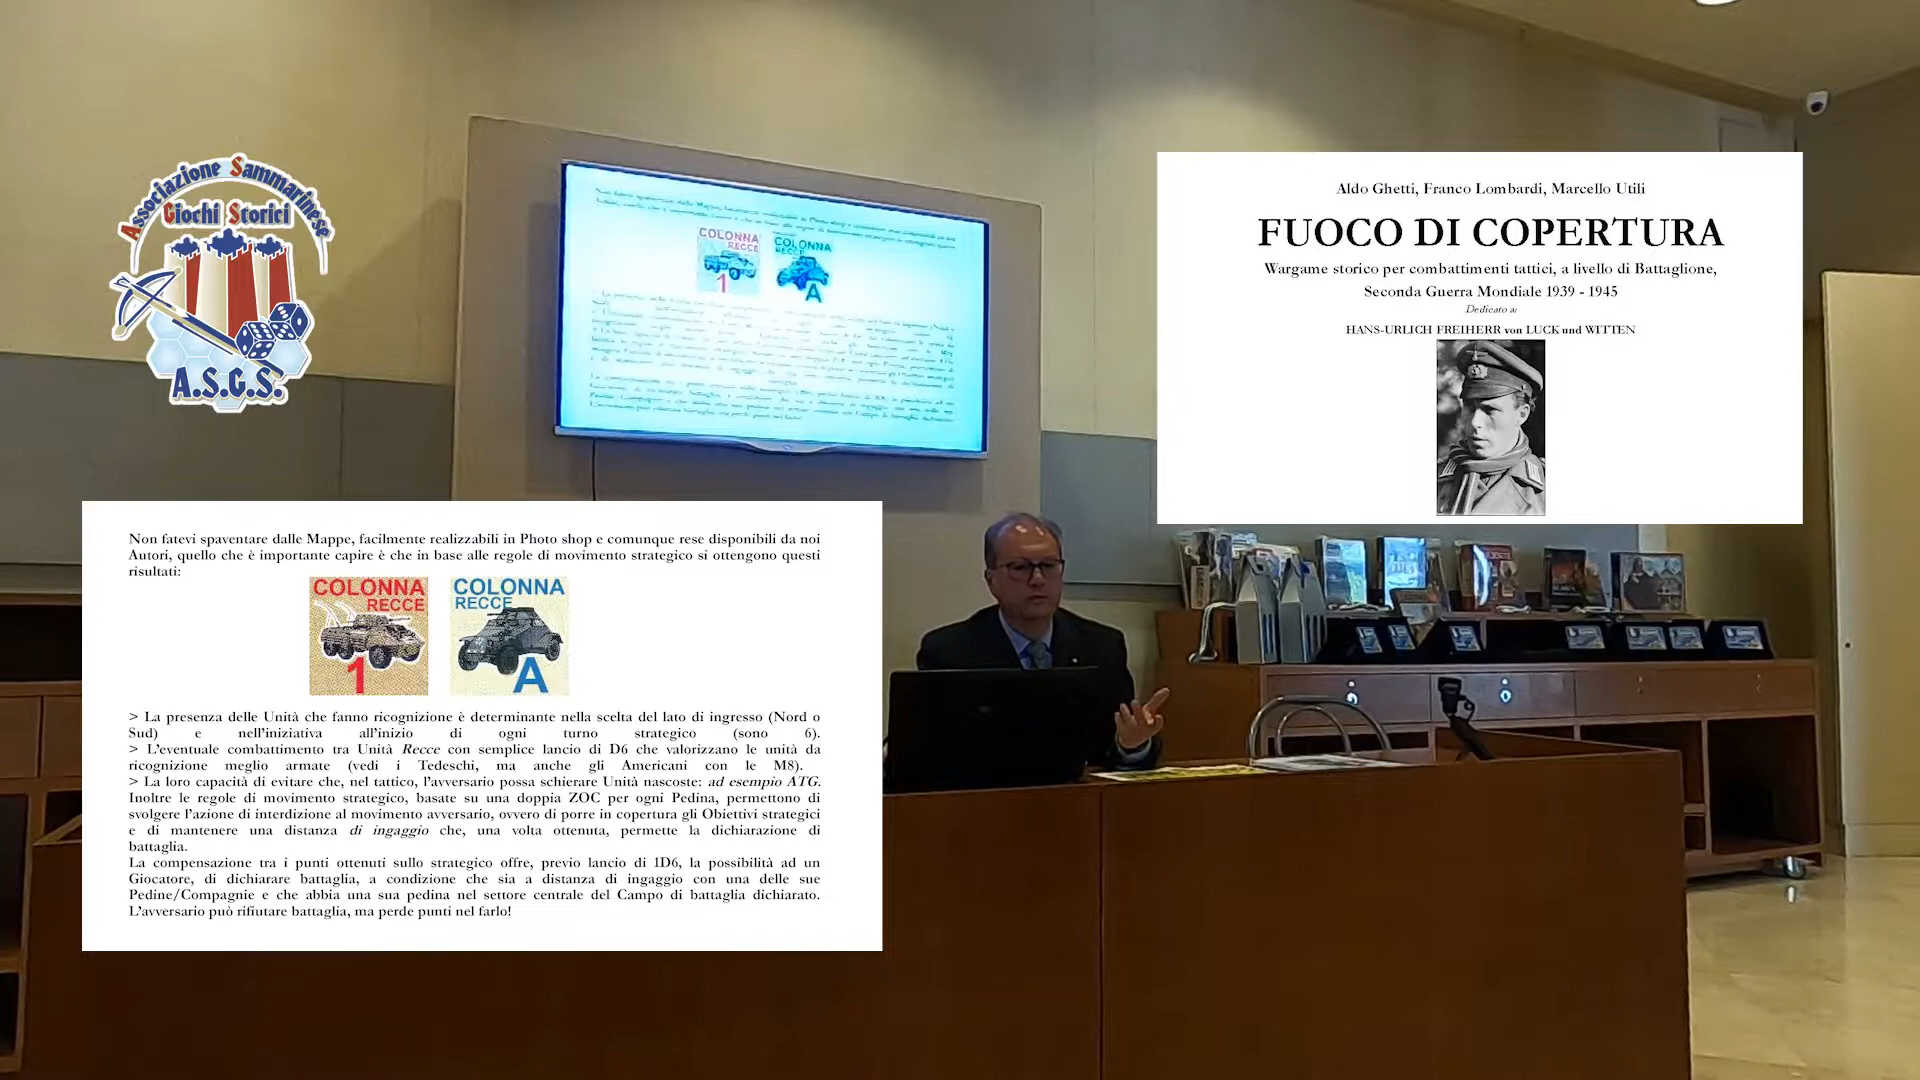 Associazione Sammarinese
Giochi Storici
A.S.G.S.
COLONNA
RECCE
1
COLONNA
RECCE
A
Aldo Ghetti, Franco Lombardi, Marcello Utili
FUOCO DI COPERTURA
Wargame storico per combattimenti tattici, a livello di Battaglione,
Seconda Guerra Mondiale 1939 - 1945
Dedicato a:
HANS-URLICH FREIHERR von LUCK und WITTEN
Non fatevi spaventare dalle Mappe, facilmente realizzabili in Photo shop e comunque rese disponibili da noi
Autori, quello che è importante capire è che in base alle regole di movimento strategico si ottengono questi
risultati:
COLONNA
RECCE
1
COLONNA
RECCE
A
> La presenza delle Unità che fanno ricognizione è determinante nella scelta del lato di ingresso (Nord o
Sud) e nell'iniziativa all'inizio di ogni turno strategico (sono 6).
> L'eventuale combattimento tra Unità Recce con semplice lancio di D6 che valorizzano le unità da
ricognizione meglio armate (vedi i Tedeschi, ma anche gli Americani con le M8).
> La loro capacità di evitare che, nel tattico, l'avversario possa schierare Unità nascoste: ad esempio ATG.
Inoltre le regole di movimento strategico, basate su una doppia ZOC per ogni Pedina, permettono di
svolgere l'azione di interdizione al movimento avversario, ovvero di porre in copertura gli Obiettivi strategici
e di mantenere una distanza di ingaggio che, una volta ottenuta, permette la dichiarazione di
battaglia.
La compensazione tra i punti ottenuti sullo strategico offre, previo lancio di 1D6, la possibilità ad un
Giocatore, di dichiarare battaglia, a condizione che sia a distanza di ingaggio con una delle sue
Pedine/Compagnie e che abbia una sua pedina nel settore centrale del Campo di battaglia dichiarato.
L'avversario può rifiutare battaglia, ma perde punti nel farlo!